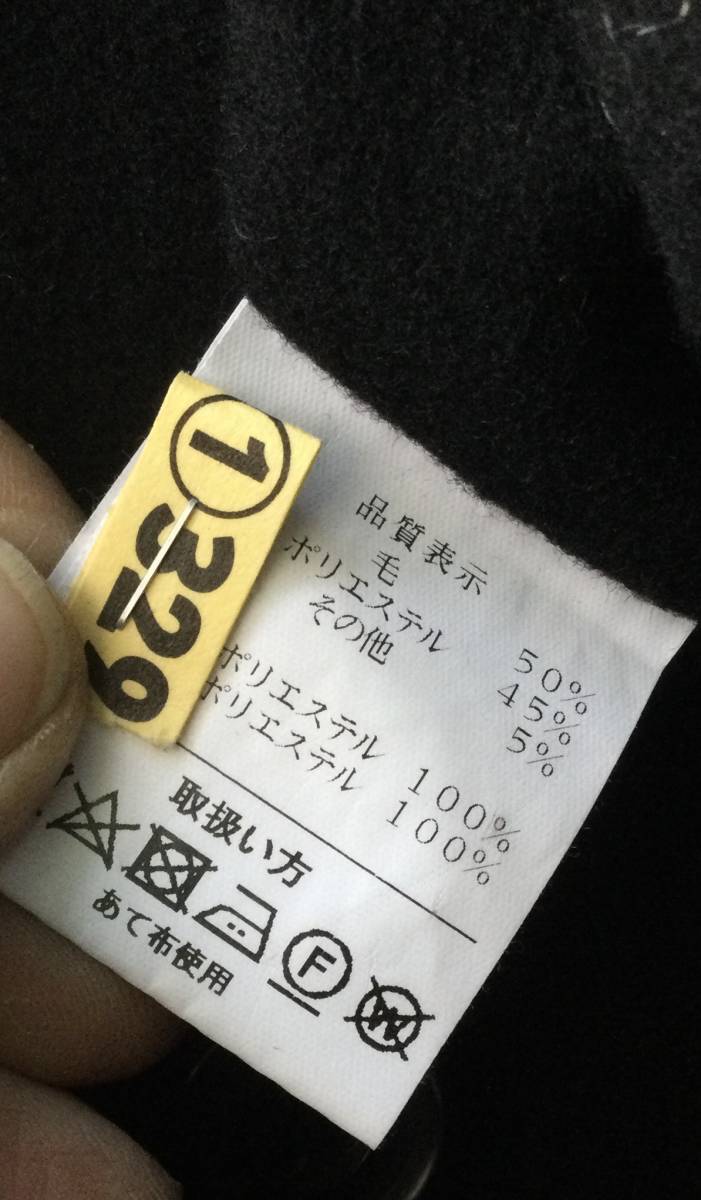 ① 329
品質表示
毛 50%
ポリエステル 45%
その他 5%
ポリエステル 100%
ポリエステル 100%
取扱い方
F
W
あて布使用